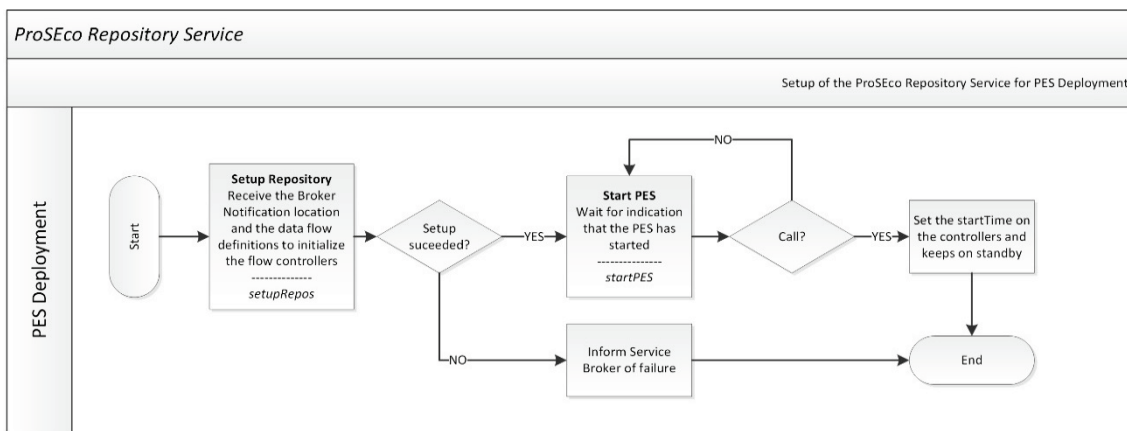 ProSEco Repository Service
Setup of the ProSEco Repository Service for PES Deployment
PES Deployment
Start
Setup Repository
Receive the Broker
Notification location
and the data flow
definitions to initialize
the flow controllers
--------------
setupRepos
Setup
suceeded?
YES
NO
Start PES
Wait for indication
that the PES has
started
---------------
startPES
NO
Call?
YES
Set the startTime on
the controllers and
keeps on standby
Inform Service
Broker of failure
End